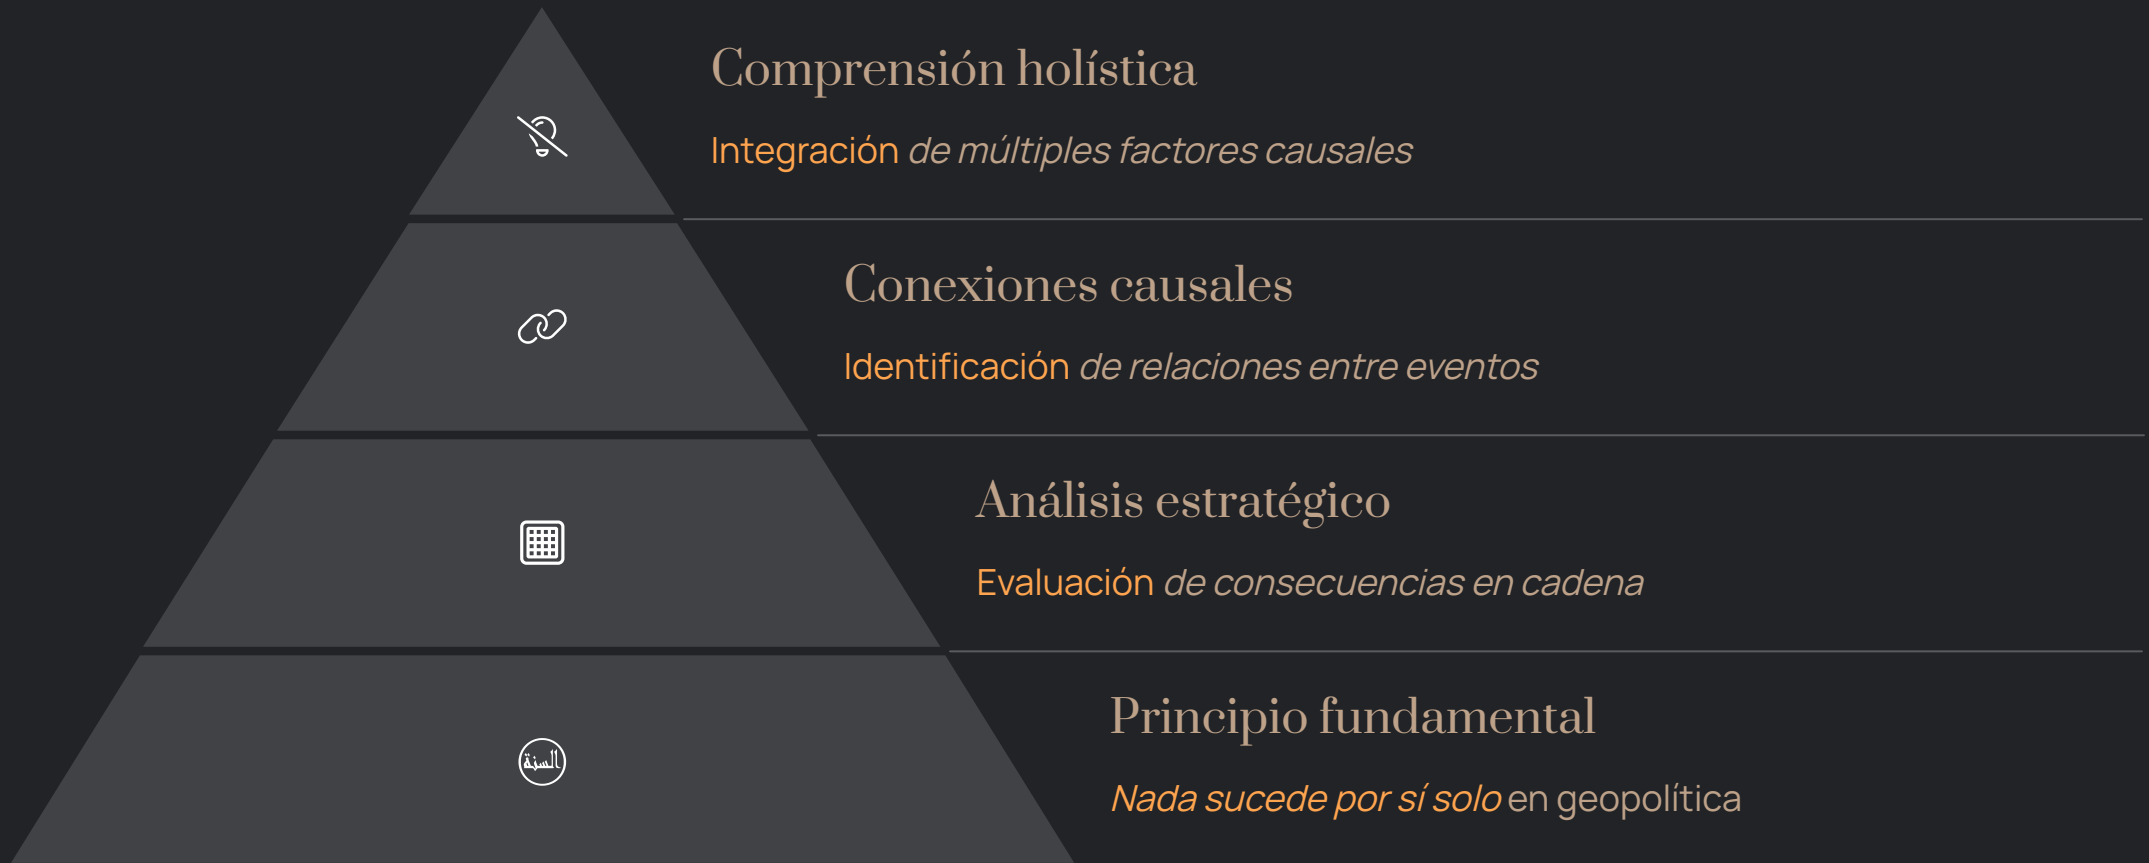 Comprensión holística
Integración de múltiples factores causales
Conexiones causales
Identificación de relaciones entre eventos
Análisis estratégico
Evaluación de consecuencias en cadena
السنة
Principio fundamental
Nada sucede por sí solo en geopolítica